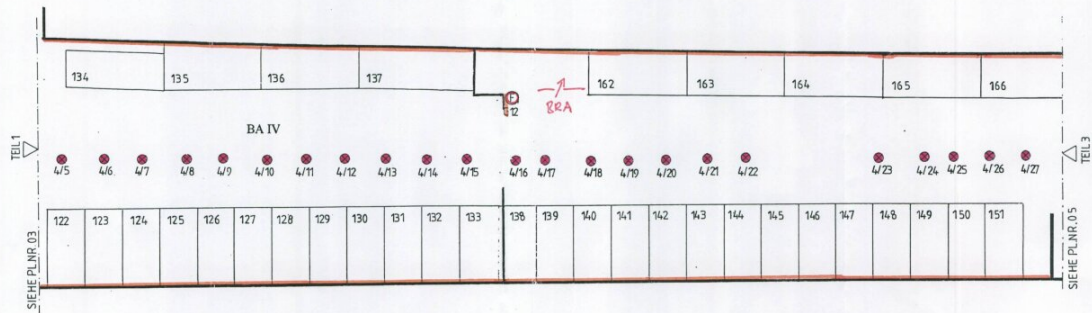 134 135 136 137 162 163 164 165 166
12 BRA
BA IV
TEIL 1
TEIL 3
4/5 4/6 4/7 4/8 4/9 4/10 4/11 4/12 4/13 4/14 4/15 4/16 4/17 4/18 4/19 4/20 4/21 4/22 4/23 4/24 4/25 4/26 4/27
122 123 124 125 126 127 128 129 130 131 132 133 138 139 140 141 142 143 144 145 146 147 148 149 150 151
SIEHE PL.NR. 03
SIEHE PL.NR. 05